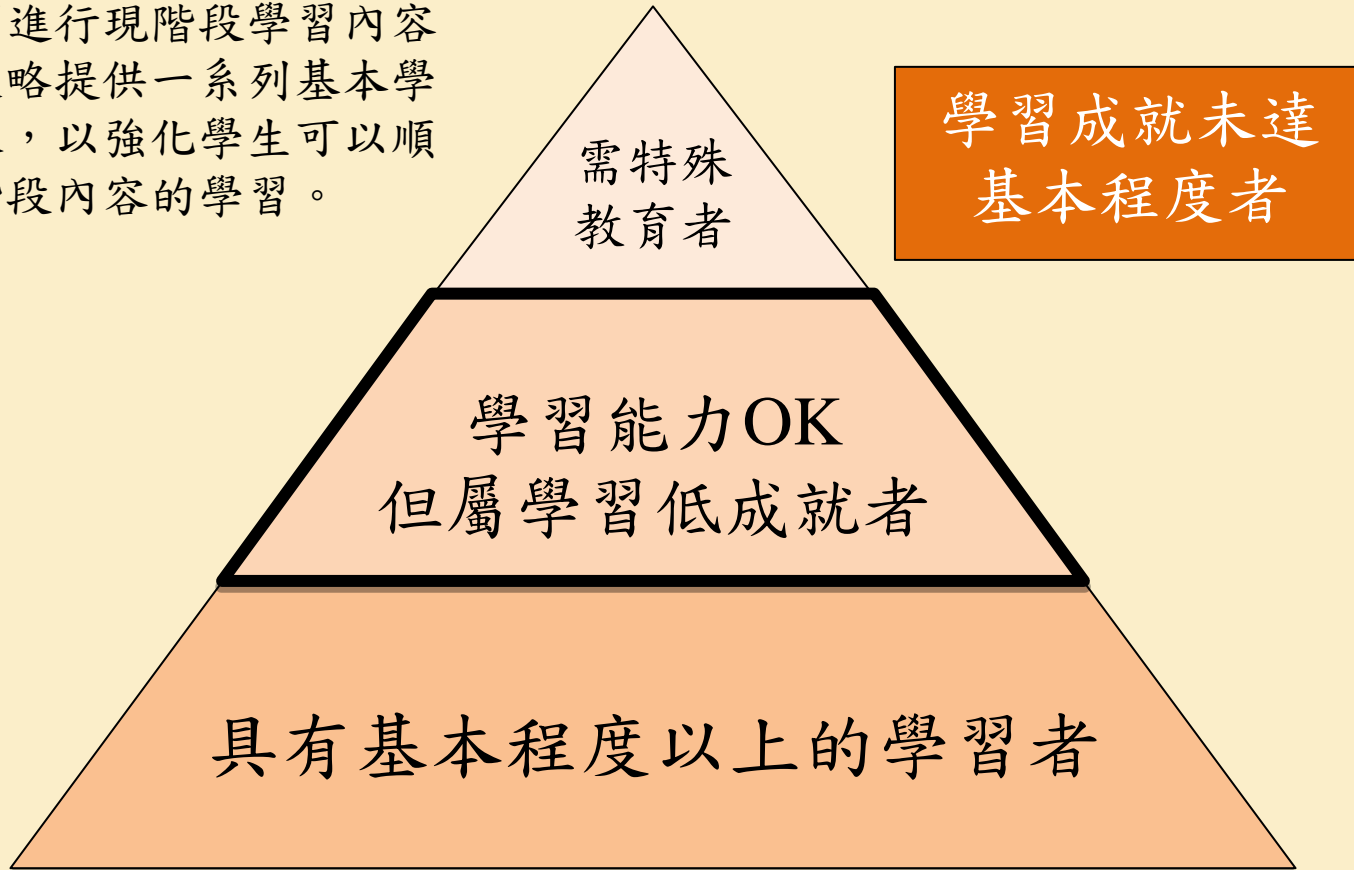 進行現階段學習內容
略提供一系列基本學
，以強化學生可以順
段內容的學習。
需特殊
教育者
學習成就未達
基本程度者
學習能力OK
但屬學習低成就者
具有基本程度以上的學習者